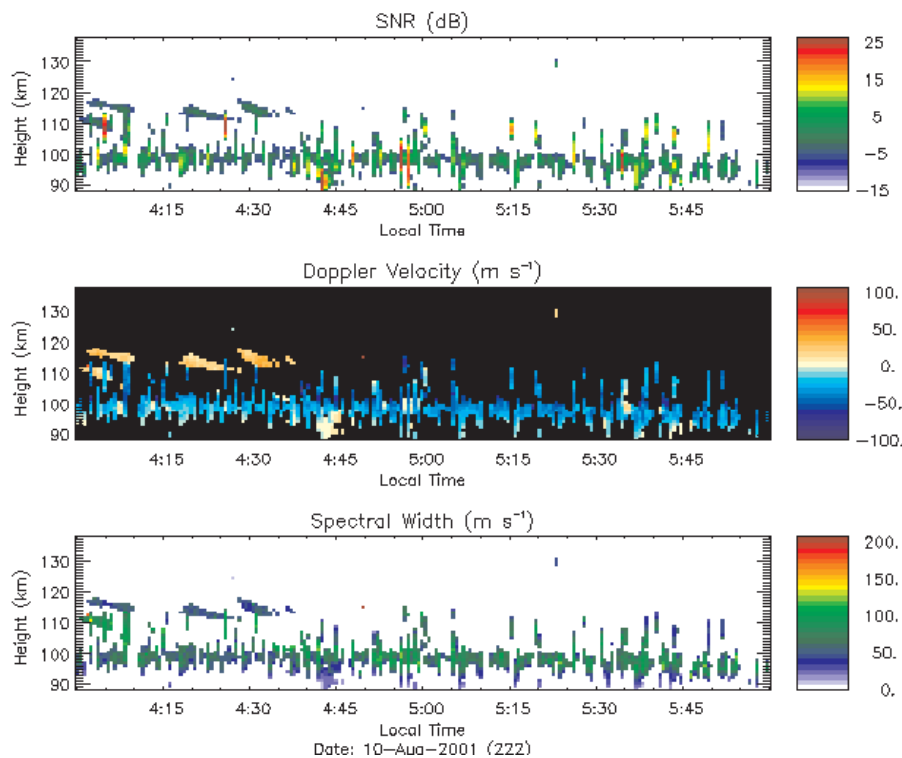 SNR (dB)
130
120
110
100
90
Height (km)
4:15 4:30 4:45 5:00 5:15 5:30 5:45
Local Time
25
15
5
−5
−15
Doppler Velocity (m s⁻¹)
130
120
110
100
90
Height (km)
4:15 4:30 4:45 5:00 5:15 5:30 5:45
Local Time
100.
50.
0.
−50.
−100.
Spectral Width (m s⁻¹)
130
120
110
100
90
Height (km)
4:15 4:30 4:45 5:00 5:15 5:30 5:45
Local Time
200.
150.
100.
50.
0.
Date: 10−Aug−2001 (222)